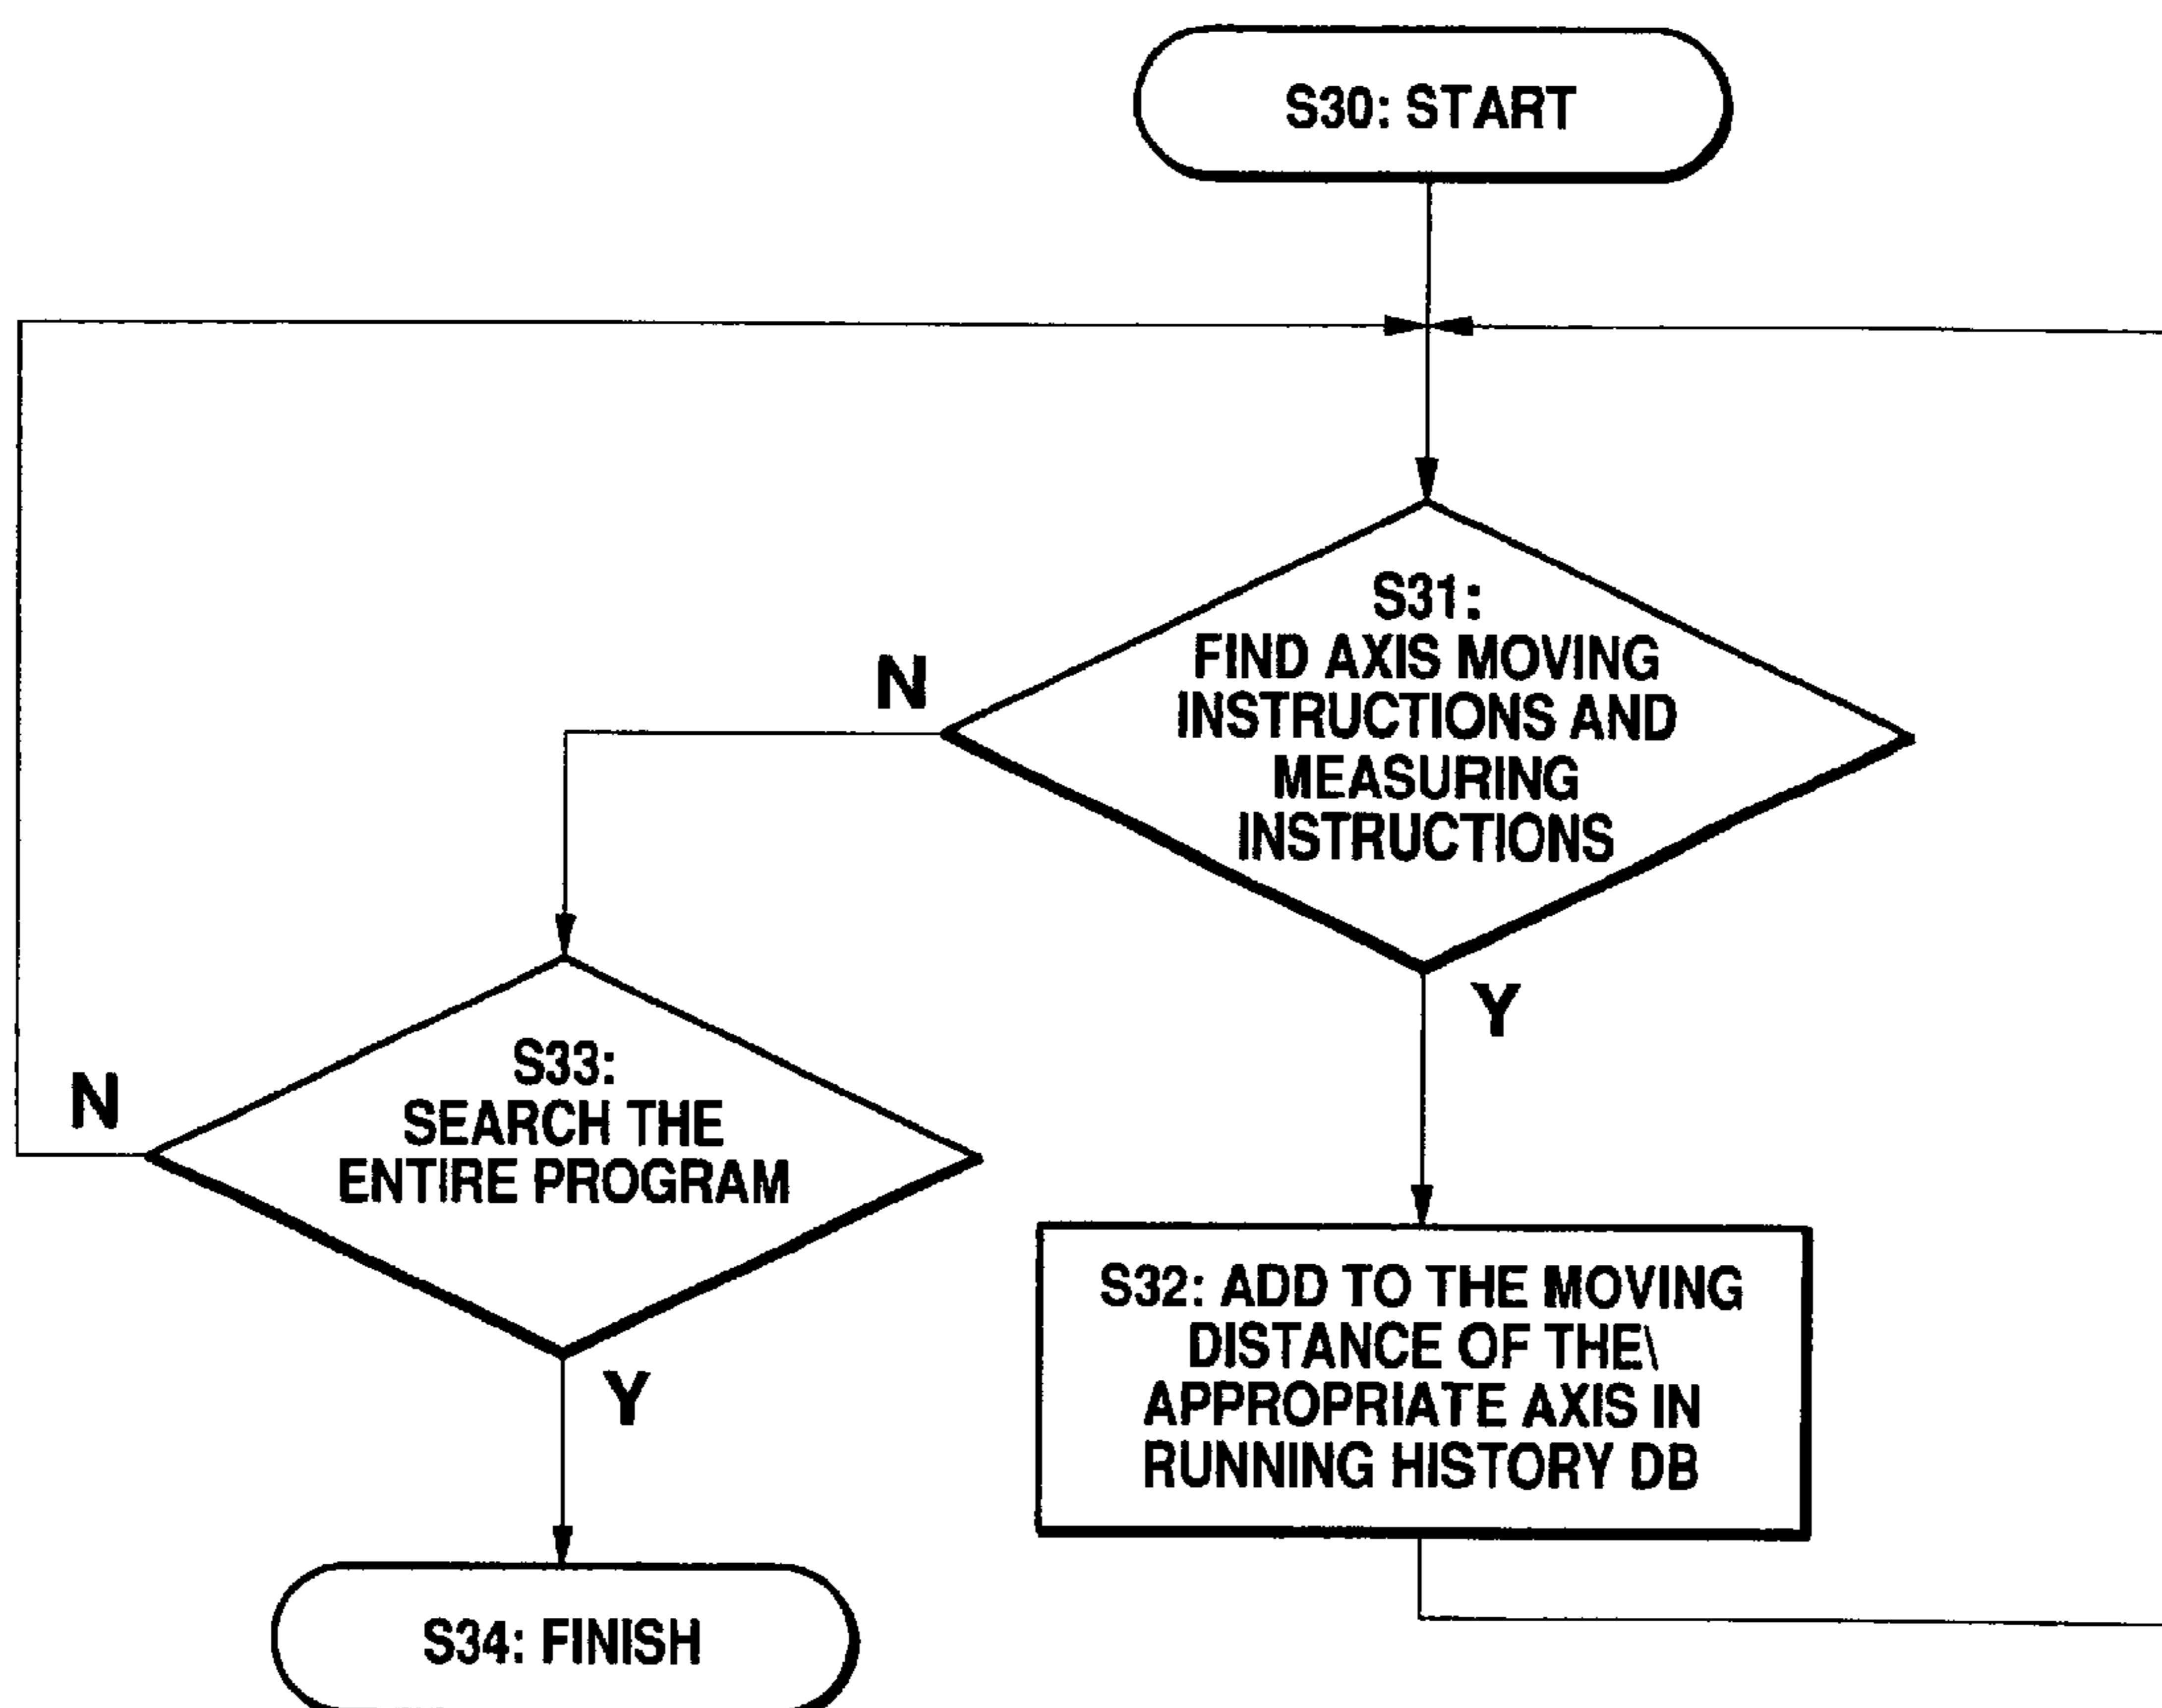 S30: START
S31:
FIND AXIS MOVING
INSTRUCTIONS AND
MEASURING
INSTRUCTIONS
N
Y
S33:
SEARCH THE
ENTIRE PROGRAM
N
Y
S32: ADD TO THE MOVING
DISTANCE OF THE\
APPROPRIATE AXIS IN
RUNNING HISTORY DB
S34: FINISH